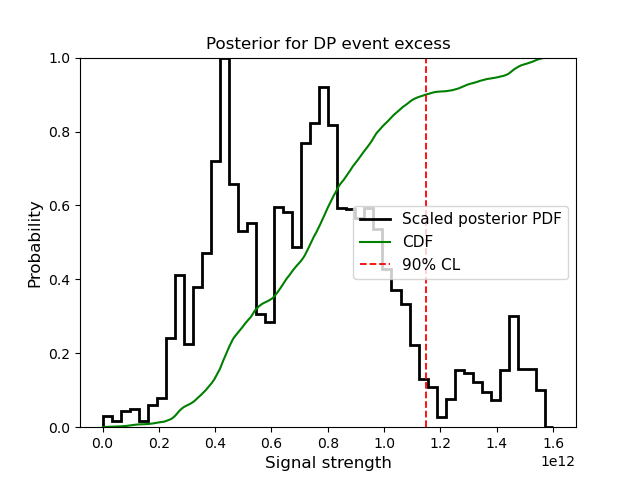 Posterior for DP event excess
1.0
0.8
0.6
0.4
0.2
0.0
Probability
Scaled posterior PDF
CDF
90% CL
0.0 0.2 0.4 0.6 0.8 1.0 1.2 1.4 1.6
1e12
Signal strength